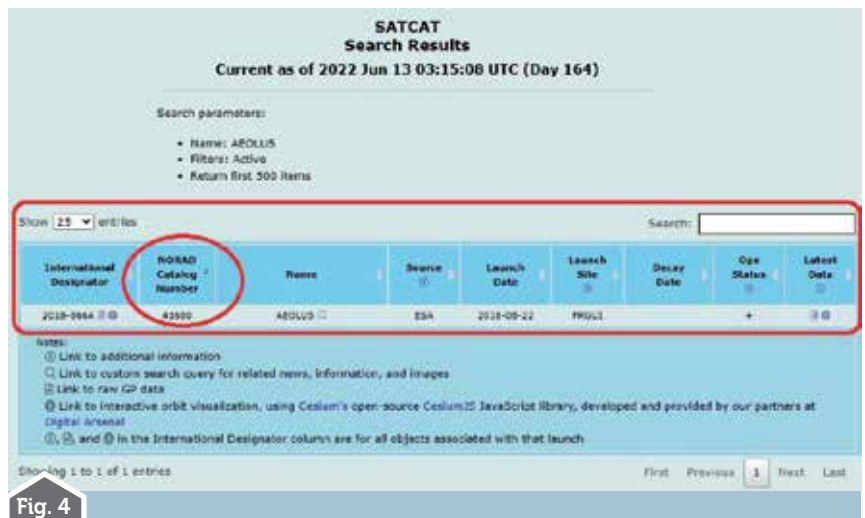 SATCAT
Search Results
Current as of 2022 Jun 13 03:15:08 UTC (Day 164)
Search parameters:
• Name: AEOLUS
• Filters: Active
• Return first 500 items
Show 25 entries Search:
International Designator NORAD Catalog Number Name Source Launch Date Launch Site Decay Date Ops Status Latest Data
2018-066A 43600 AEOLUS ESA 2018-08-22 FRGUI +
Notes:
Link to additional information
Link to custom search query for related news, information, and images
Link to raw GP data
Link to interactive orbit visualization, using Cesium's open-source CesiumJS JavaScript library, developed and provided by our partners at
Digital Arsenal
, , and in the International Designator column are for all objects associated with that launch
Showing 1 to 1 of 1 entries First Previous 1 Next Last
Fig. 4